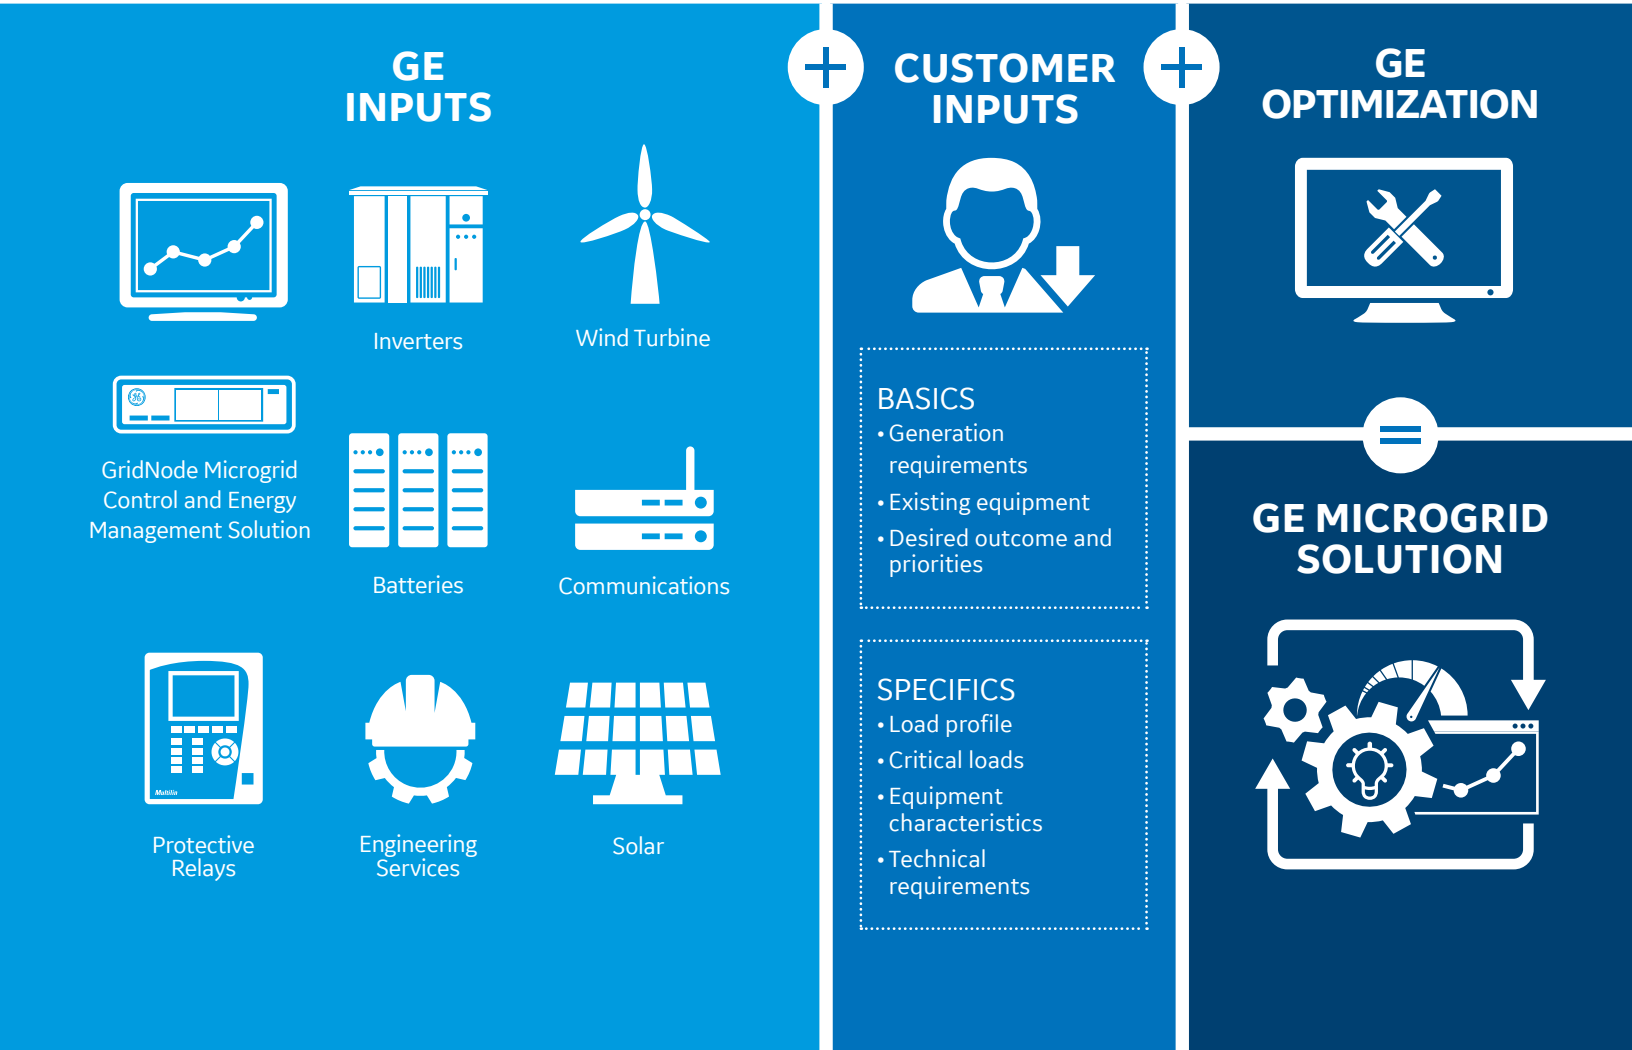 GE
INPUTS
Inverters
Wind Turbine
GridNode Microgrid
Control and Energy
Management Solution
Batteries
Communications
Multilin
Protective
Relays
Engineering
Services
Solar
CUSTOMER
INPUTS
BASICS
• Generation
requirements
• Existing equipment
• Desired outcome and
priorities
SPECIFICS
• Load profile
• Critical loads
• Equipment
characteristics
• Technical
requirements
GE
OPTIMIZATION
GE MICROGRID
SOLUTION